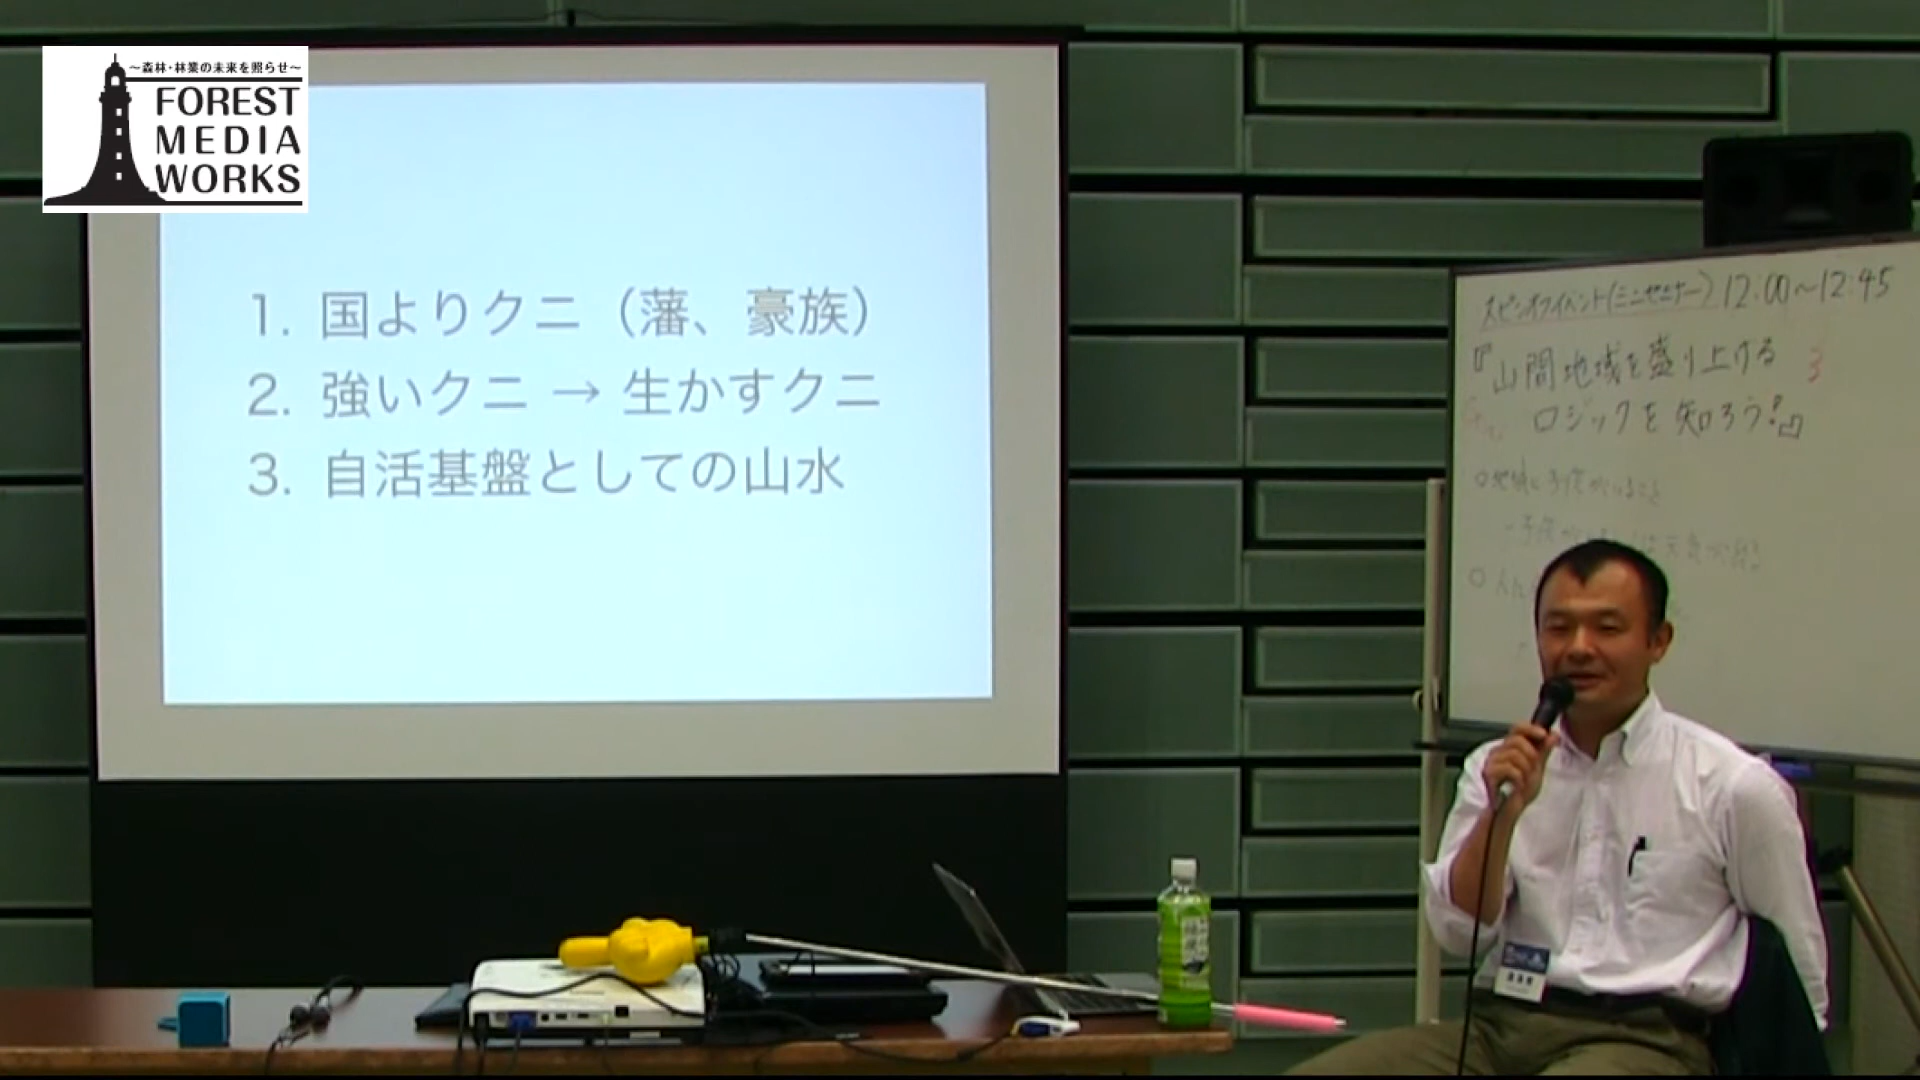 ～森林・林業の未来を照らせ～
FOREST
MEDIA
WORKS
1. 国よりクニ（藩、豪族）
2. 強いクニ → 生かすクニ
3. 自活基盤としての山水
スピンオフイベント(ミニセミナー) 12:00～12:45
『山間地域を盛り上げる
ロジックを知ろう!』